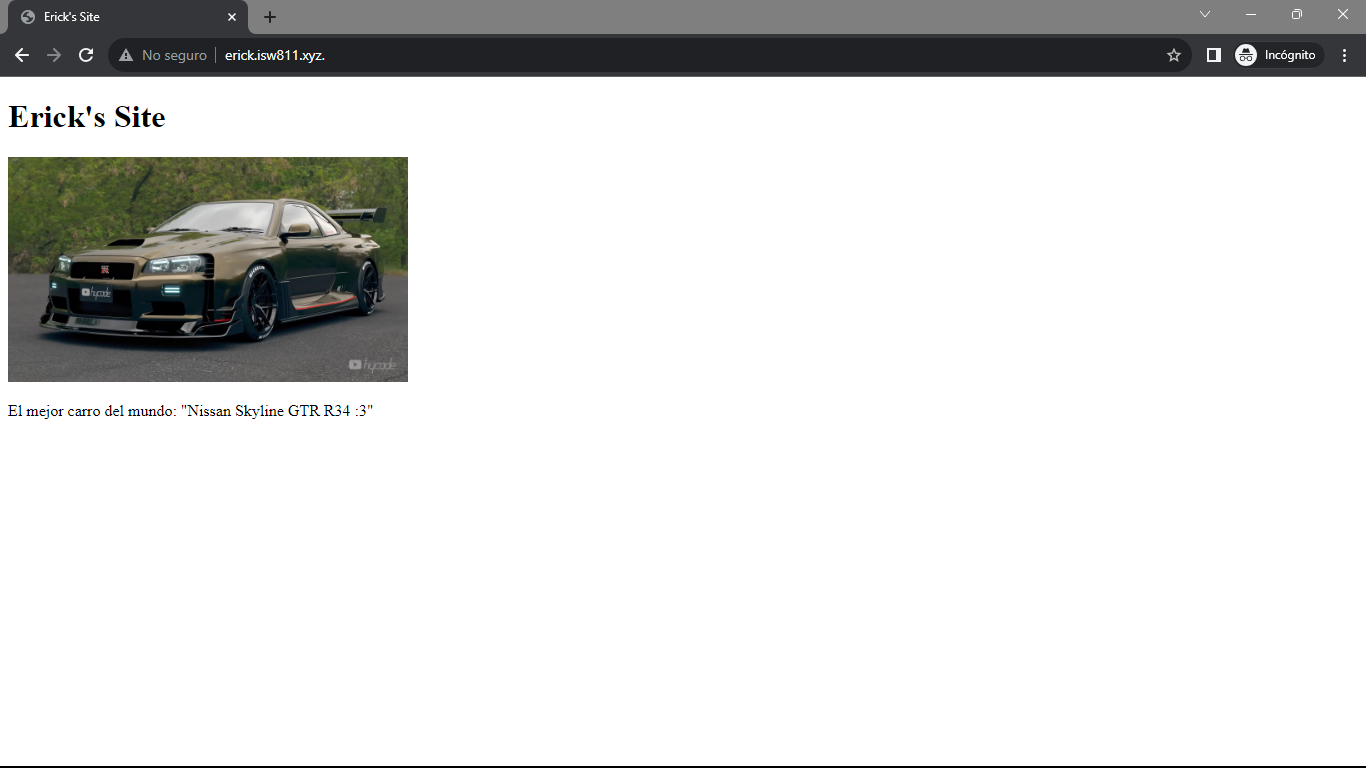 Erick's Site
No seguro
erick.isw811.xyz.
Incógnito
Erick's Site
hycode
hycode
El mejor carro del mundo: "Nissan Skyline GTR R34 :3"